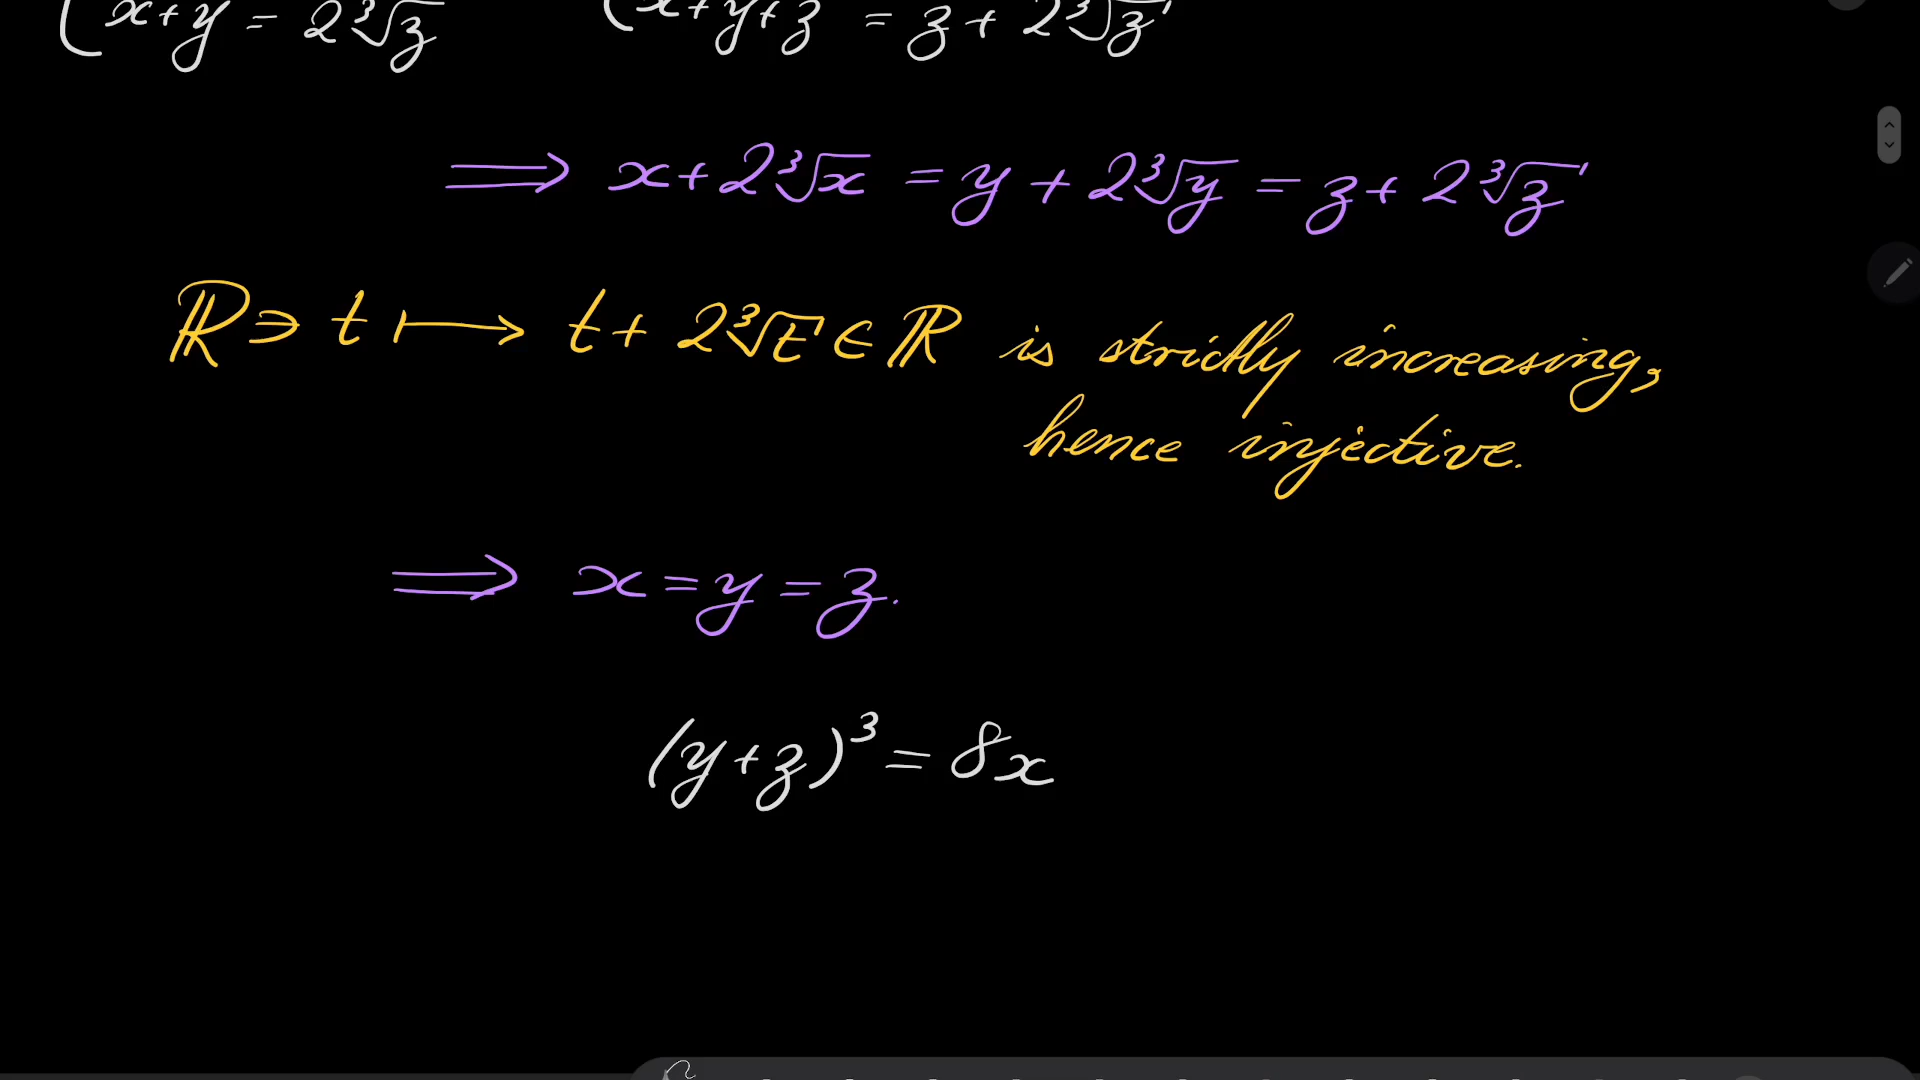 x+y = 2∛z x+y+z = z + 2∛z
⟹ x + 2∛x = y + 2∛y = z + 2∛z
ℝ ∋ t ⟼ t + 2∛t ∈ ℝ is strictly increasing,
hence injective.
⟹ x = y = z.
(y+z)³ = 8x